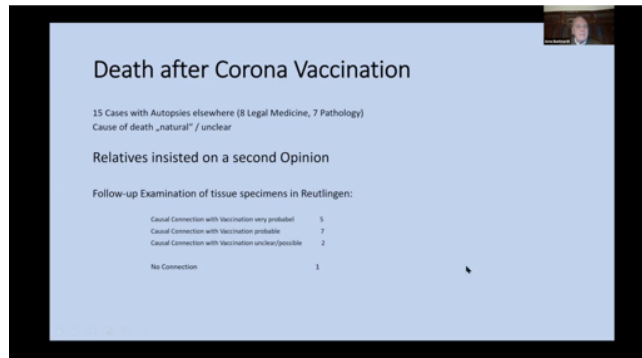 Death after Corona Vaccination
15 Cases with Autopsies elsewhere (8 Legal Medicine, 7 Pathology)
Cause of death „natural" / unclear
Relatives insisted on a second Opinion
Follow-up Examination of tissue specimens in Reutlingen:
Causal Connection with Vaccination very probabel 5
Causal Connection with Vaccination probable 7
Causal Connection with Vaccination unclear/possible 2
No Connection 1